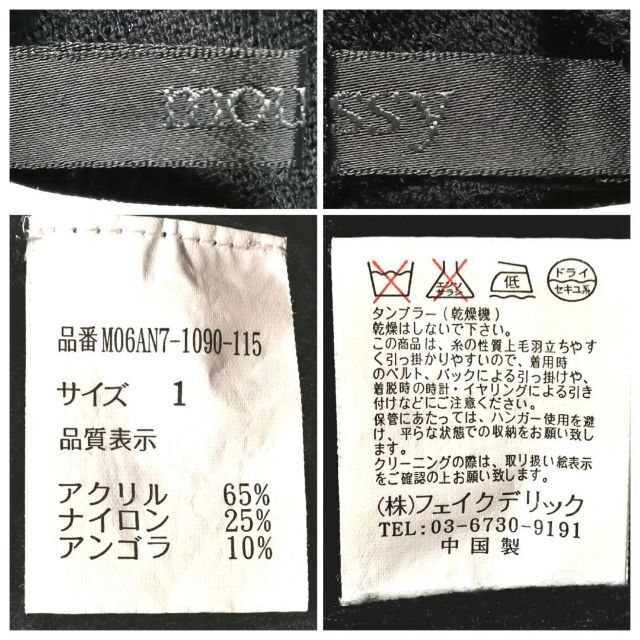 mou
ssy
品番M06AN7-1090-115
サイズ 1
品質表示
アクリル 65%
ナイロン 25%
アンゴラ 10%
エンソ
サラシ
低
ドライ
セキユ系
タンブラー(乾燥機)
乾燥はしないで下さい。
この商品は、糸の性質上毛羽立ちやす
く引っ掛かりやすいので、着用時
のベルト、バックによる引っ掛けや、
着脱時の時計・イヤリングによる引き
付けなどにご注意ください。
保管にあたっては、ハンガー使用を避
け、平らな状態での収納をお願い致し
ます。
クリーニングの際は、取り扱い絵表示
をご確認の上お願い致します。
(株)フェイクデリック
TEL:03-6730-9191
中国製